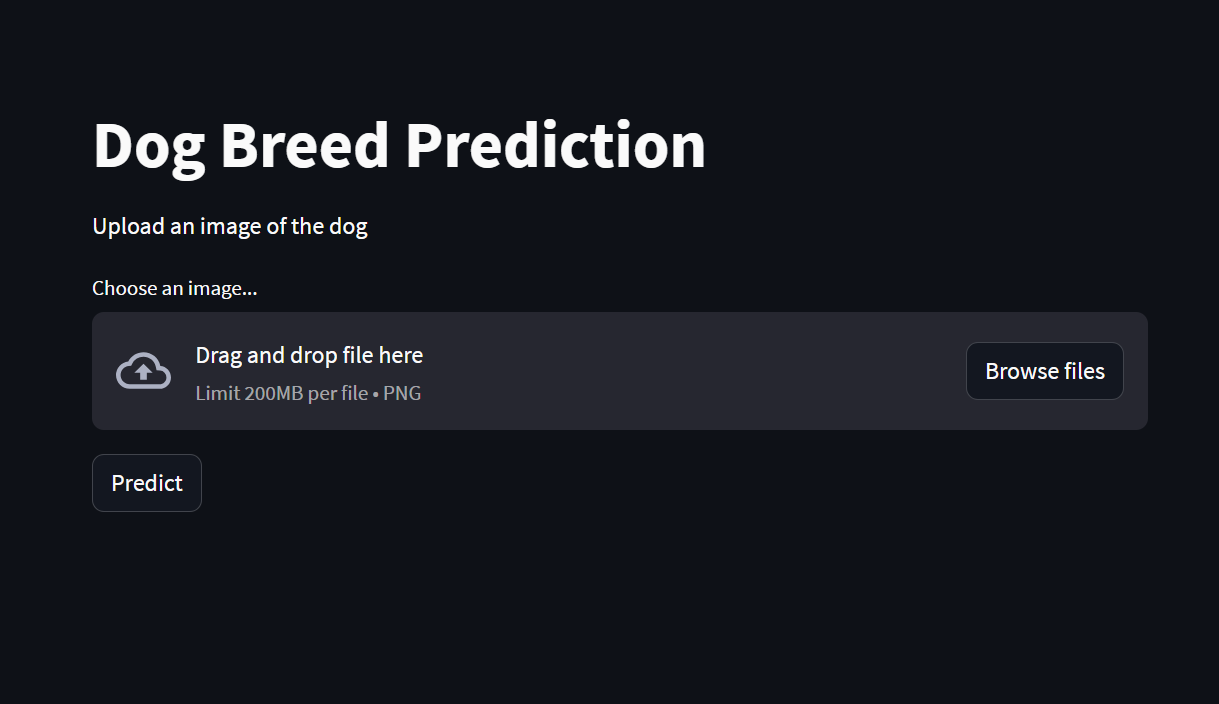 Dog Breed Prediction
Upload an image of the dog
Choose an image...
Drag and drop file here
Limit 200MB per file • PNG
Browse files
Predict